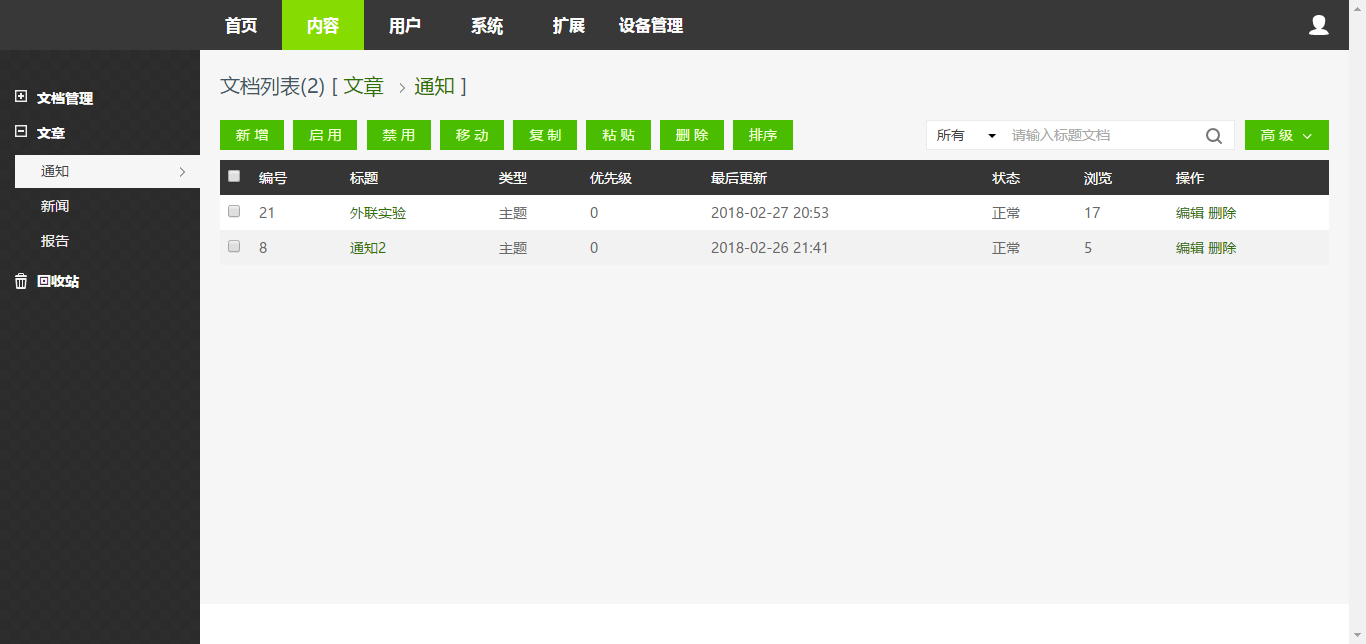 首页 内容 用户 系统 扩展 设备管理
文档管理
文章
通知
新闻
报告
回收站
文档列表(2) [ 文章 > 通知 ]
新 增 启 用 禁 用 移 动 复 制 粘 贴 删 除 排序 所有 请输入标题文档 高 级
编号 标题 类型 优先级 最后更新 状态 浏览 操作
21 外联实验 主题 0 2018-02-27 20:53 正常 17 编辑 删除
8 通知2 主题 0 2018-02-26 21:41 正常 5 编辑 删除